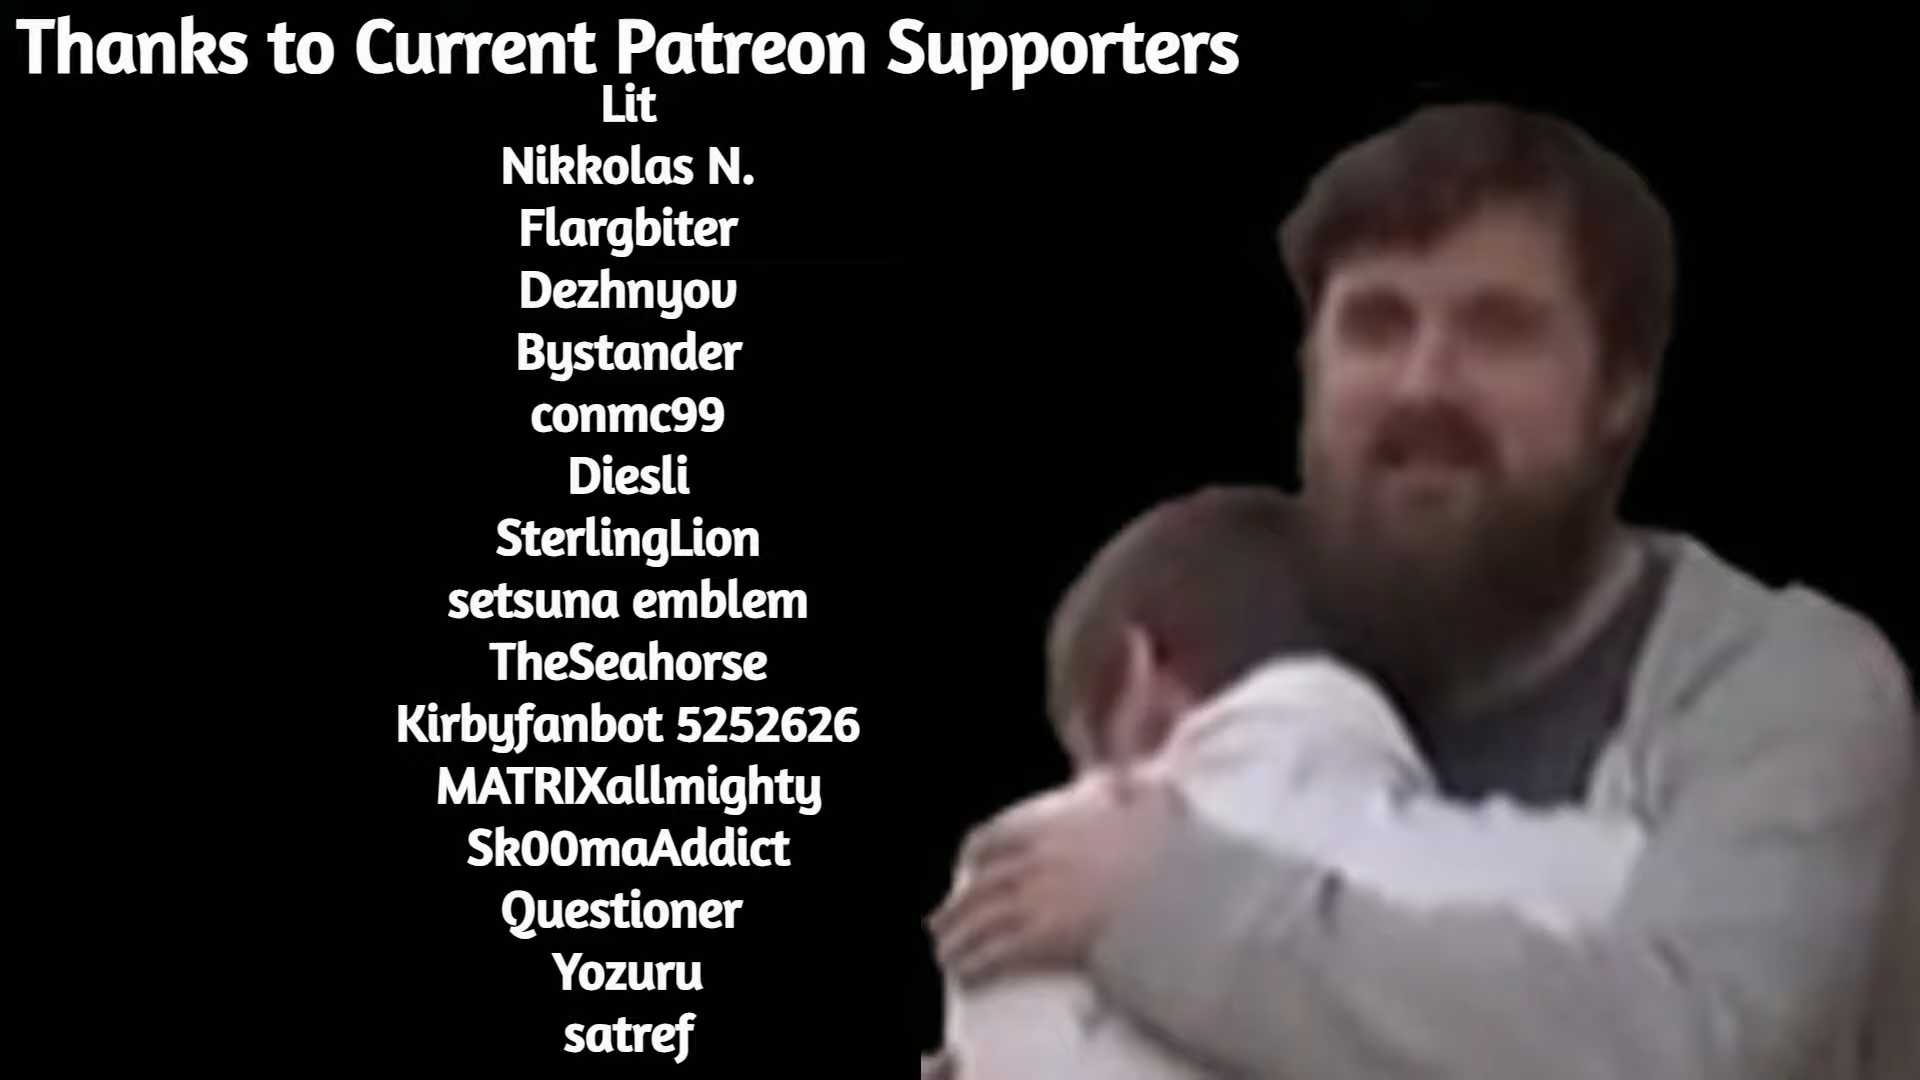 Thanks to Current Patreon Supporters
Lit
Nikkolas N.
Flargbiter
Dezhnyov
Bystander
conmc99
Diesli
SterlingLion
setsuna emblem
TheSeahorse
Kirbyfanbot 5252626
MATRIXallmighty
Sk00maAddict
Questioner
Yozuru
satref